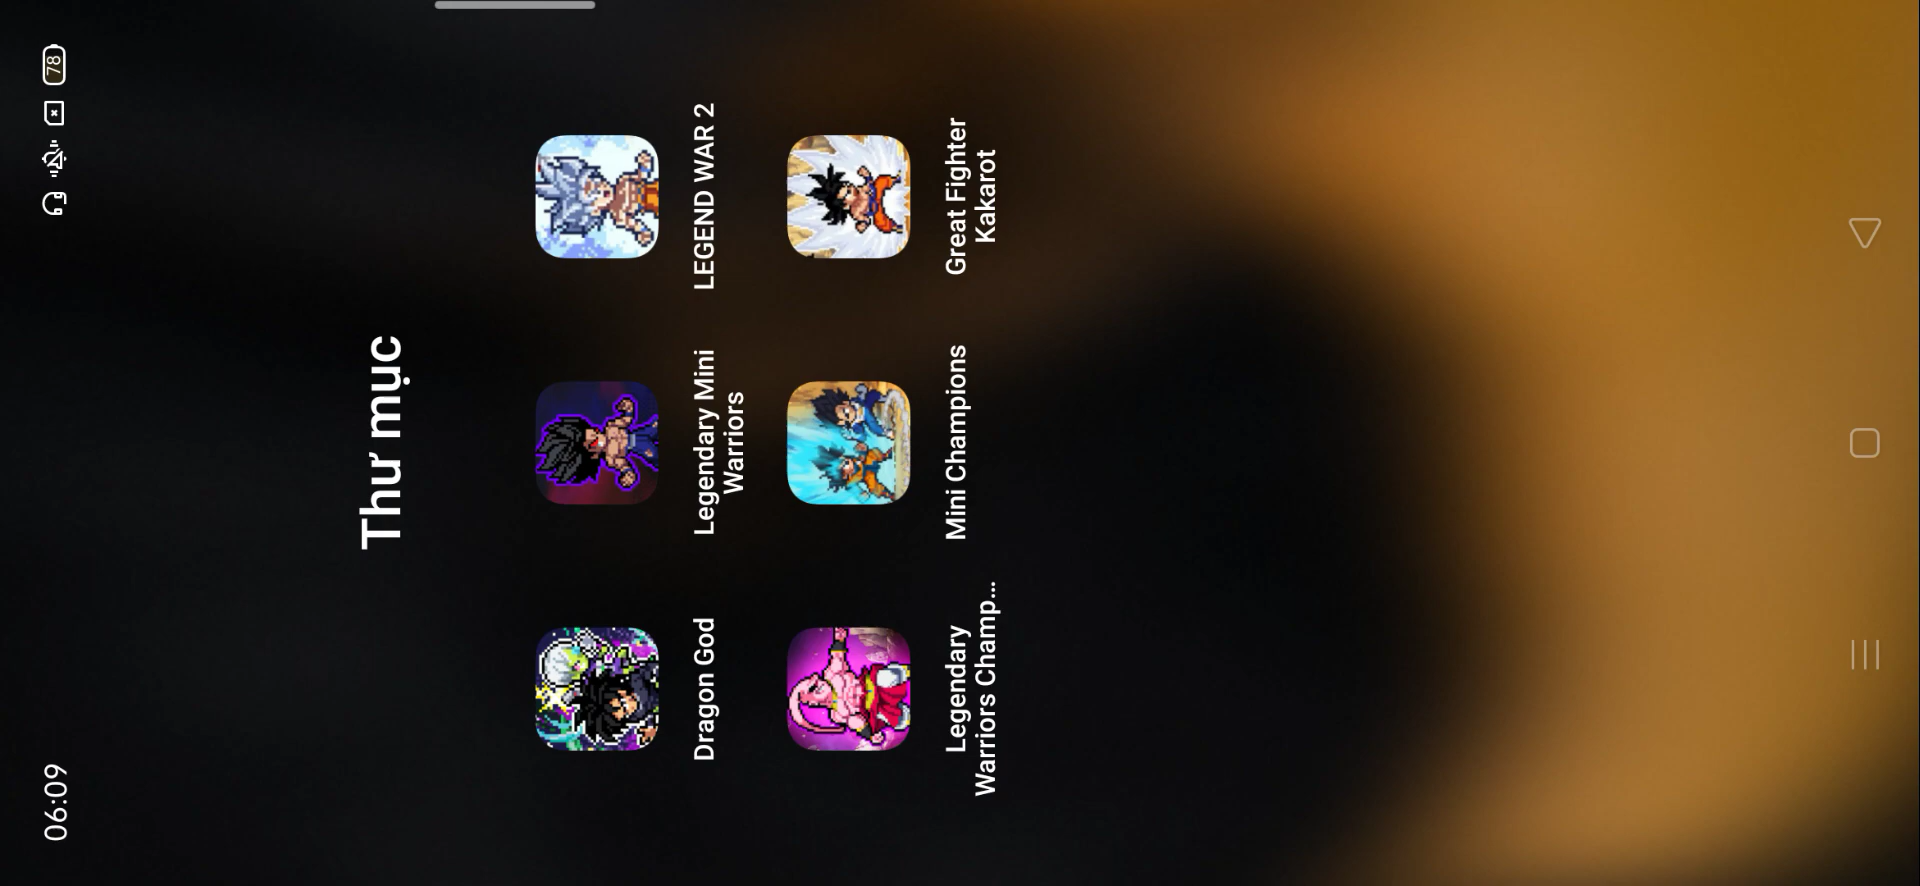 06:09
78
Thư mục
Dragon God
Legendary Mini
Warriors
LEGEND WAR 2
Legendary
Warriors Champ...
Mini Champions
Great Fighter
Kakarot